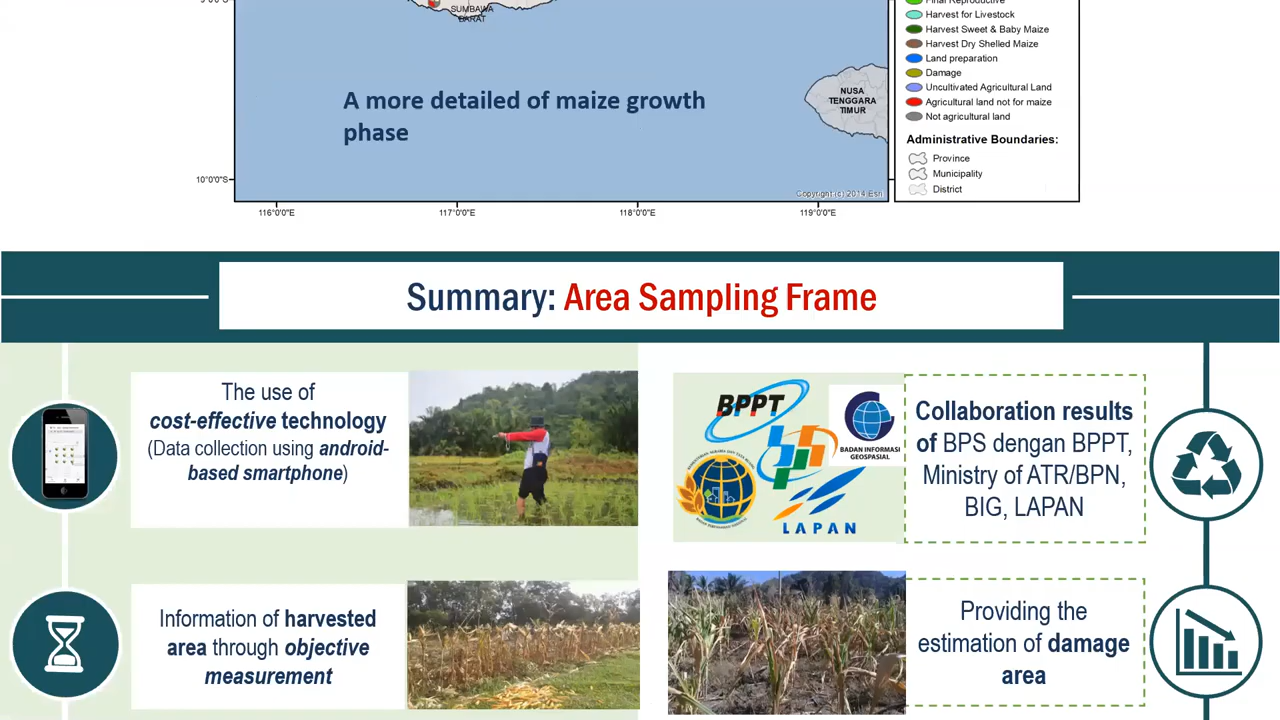 9°0'0"S
SUMBAWA
BARAT
Final Reproductive
Harvest for Livestock
Harvest Sweet & Baby Maize
Harvest Dry Shelled Maize
Land preparation
Damage
Uncultivated Agricultural Land
Agricultural land not for maize
Not agricultural land
A more detailed of maize growth
phase
NUSA
TENGGARA
TIMUR
Administrative Boundaries:
Province
Municipality
District
10°0'0"S
Copyright:(c) 2014 Esri
116°0'0"E
117°0'0"E
118°0'0"E
119°0'0"E
Summary: Area Sampling Frame
The use of
cost-effective technology
(Data collection using android-
based smartphone)
BPPT
BADAN INFORMASI
GEOSPASIAL
LAPAN
Collaboration results
of BPS dengan BPPT,
Ministry of ATR/BPN,
BIG, LAPAN
Information of harvested
area through objective
measurement
Providing the
estimation of damage
area